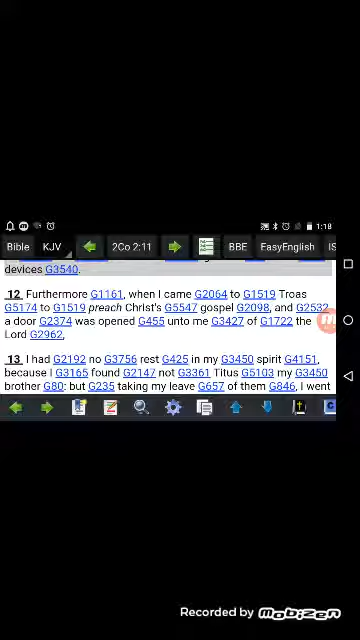 1:18
Bible KJV 2Co 2:11 BBE EasyEnglish IS
devices G3540.
12 Furthermore G1161, when I came G2064 to G1519 Troas
G5174 to G1519 preach Christ's G5547 gospel G2098, and G2532
a door G2374 was opened G455 unto me G3427 of G1722 the
Lord G2962,
13 I had G2192 no G3756 rest G425 in my G3450 spirit G4151,
because I G3165 found G2147 not G3361 Titus G5103 my G3450
brother G80: but G235 taking my leave G657 of them G846, I went
Recorded by mobizen